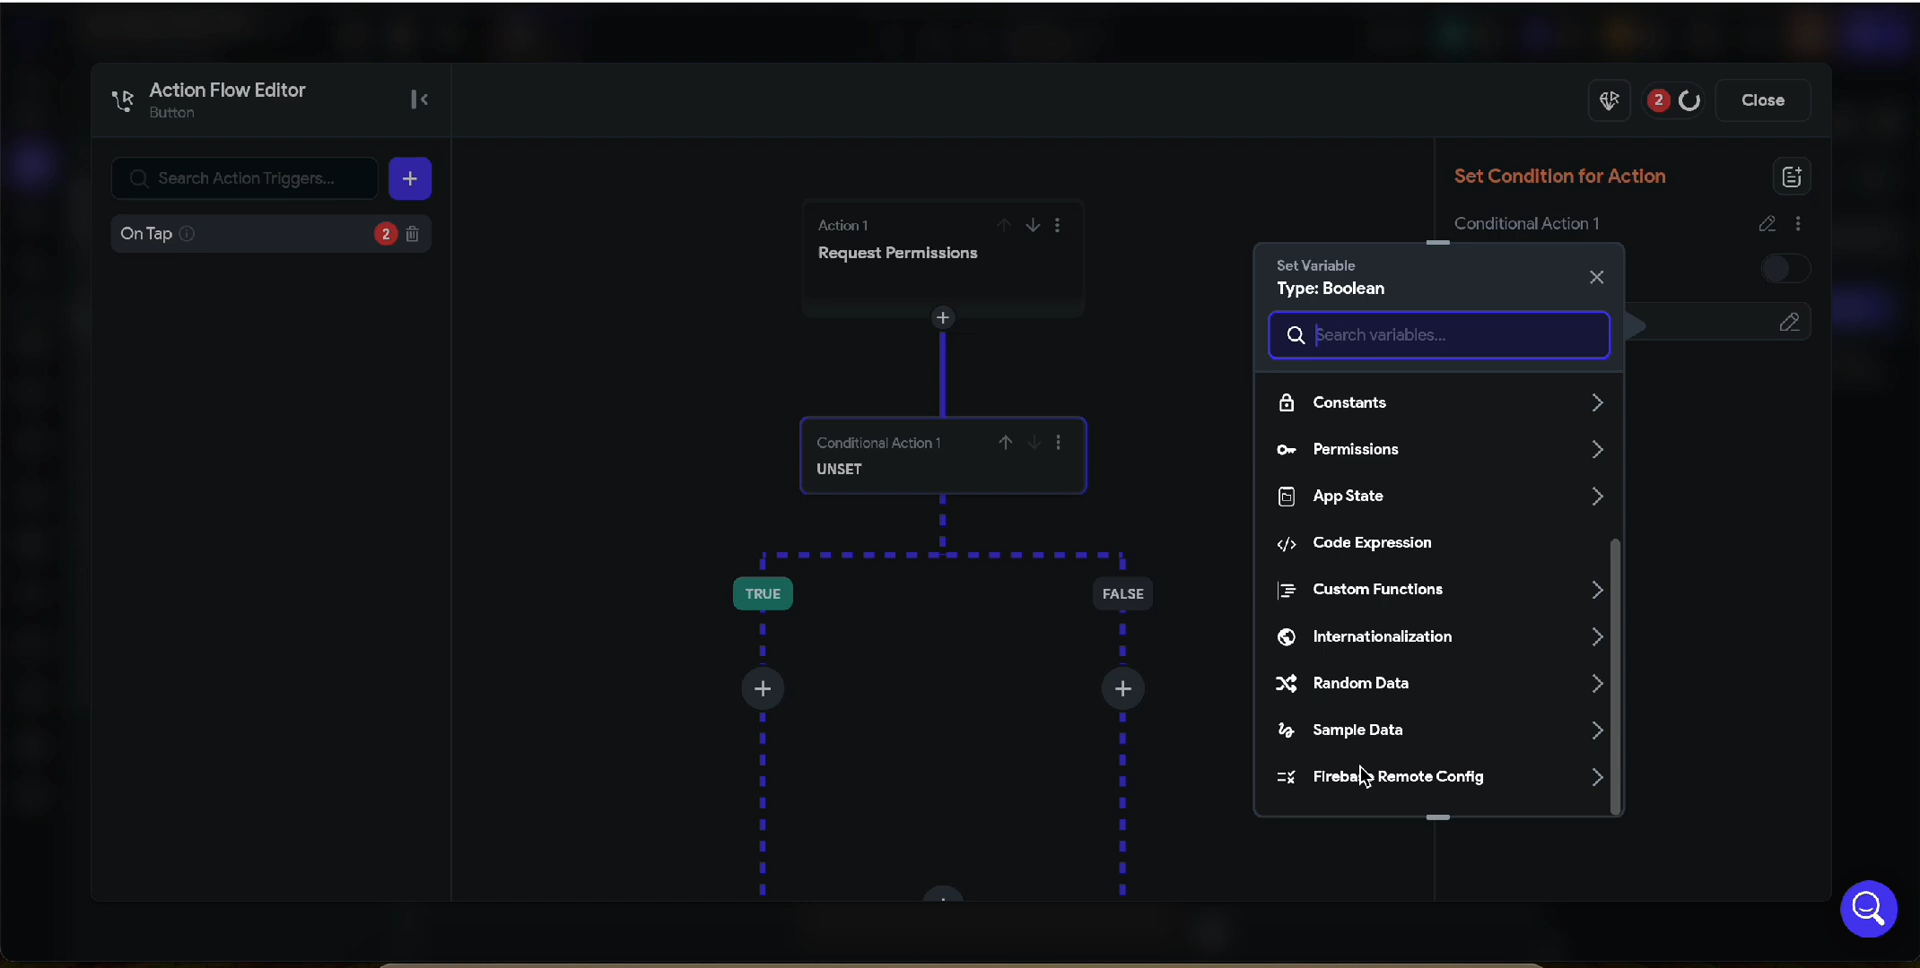 Action Flow Editor
Button
2
Close
Search Action Triggers...
+
On Tap
2
Set Condition for Action
Conditional Action 1
Action 1
Request Permissions
Conditional Action 1
UNSET
TRUE
FALSE
Set Variable
Type: Boolean
Search variables...
Constants
Permissions
App State
Code Expression
Custom Functions
Internationalization
Random Data
Sample Data
Firebase Remote Config